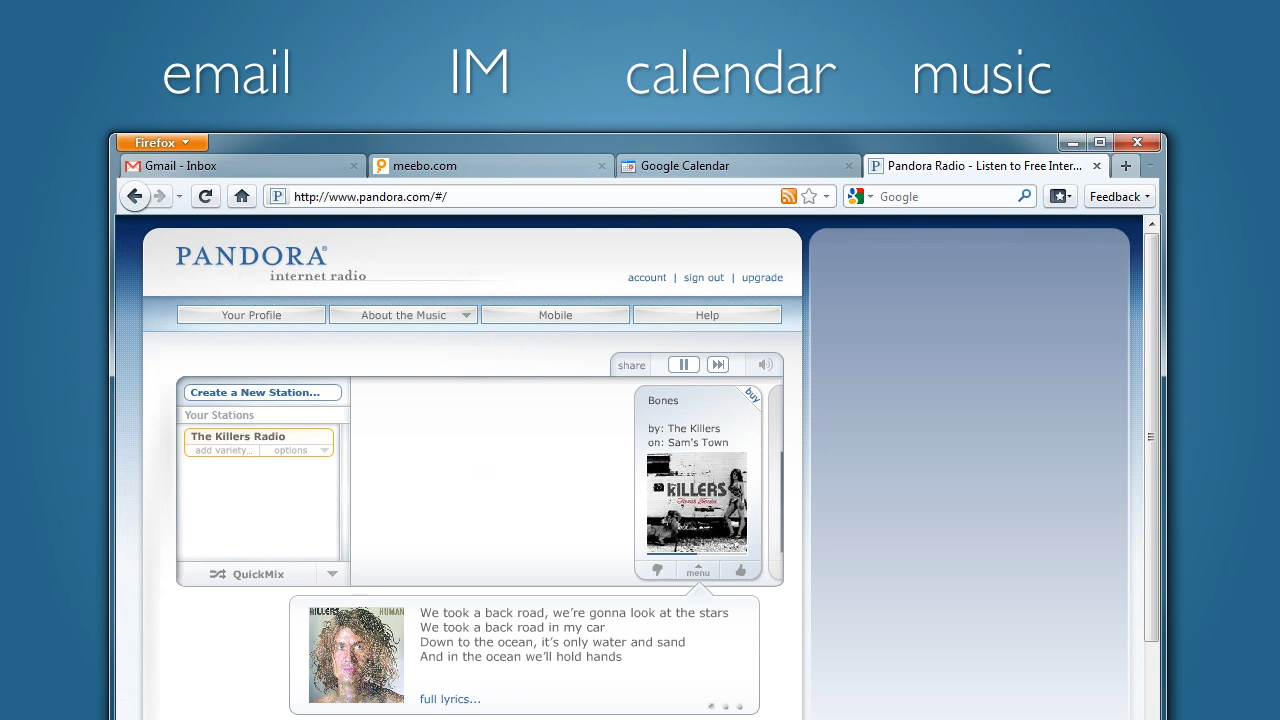 email IM calendar music
Firefox
Gmail - Inbox meebo.com Google Calendar Pandora Radio - Listen to Free Inter...
http://www.pandora.com/#/ Google Feedback
PANDORA®
internet radio
account | sign out | upgrade
Your Profile About the Music Mobile Help
share
Create a New Station...
Your Stations
The Killers Radio
add variety... options
QuickMix
buy
Bones
by: The Killers
on: Sam's Town
KILLERS
menu
KILLERS HUMAN
We took a back road, we're gonna look at the stars
We took a back road in my car
Down to the ocean, it's only water and sand
And in the ocean we'll hold hands
full lyrics...